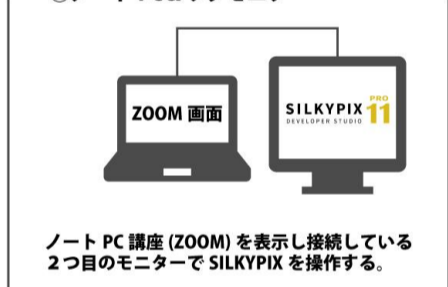 ZOOM 画面
SILKYPIX PRO 11
DEVELOPER STUDIO
ノート PC 講座 (ZOOM) を表示し接続している
２つ目のモニターで SILKYPIX を操作する。